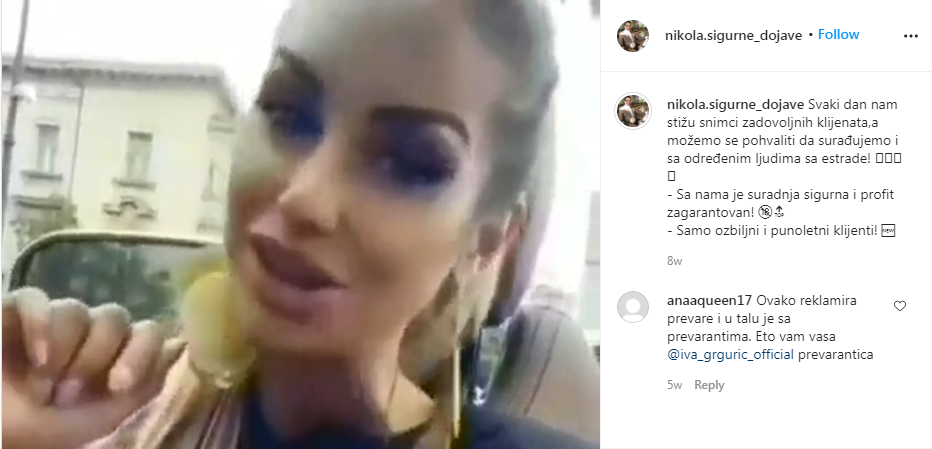 nikola.sigurne_dojave • Follow
nikola.sigurne_dojave Svaki dan nam
stižu snimci zadovoljnih klijenata,a
možemo se pohvaliti da surađujemo i
sa određenim ljudima sa estrade!
- Sa nama je suradnja sigurna i profit
zagarantovan! 🔞🔝
- Samo ozbiljni i punoletni klijenti! 🆕
8w
anaaqueen17 Ovako reklamira
prevare i u talu je sa
prevarantima. Eto vam vasa
@iva_grguric_official prevarantica
5w Reply